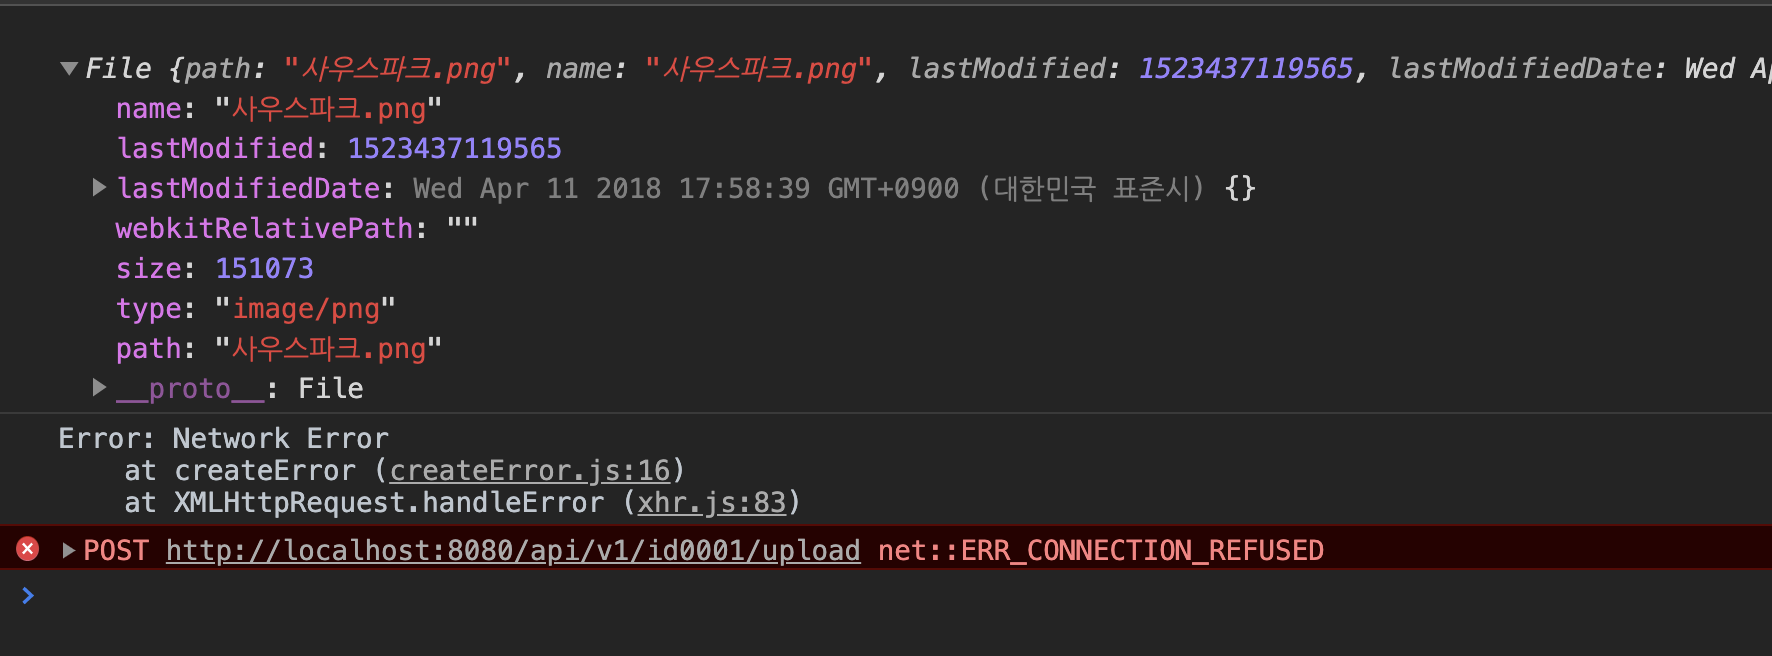 ▼File {path: "사우스파크.png", name: "사우스파크.png", lastModified: 1523437119565, lastModifiedDate: Wed
name: "사우스파크.png"
lastModified: 1523437119565
▶lastModifiedDate: Wed Apr 11 2018 17:58:39 GMT+0900 (대한민국 표준시) {}
webkitRelativePath: ""
size: 151073
type: "image/png"
path: "사우스파크.png"
▶__proto__: File
Error: Network Error
at createError (createError.js:16)
at XMLHttpRequest.handleError (xhr.js:83)
▶POST http://localhost:8080/api/v1/id0001/upload net::ERR_CONNECTION_REFUSED